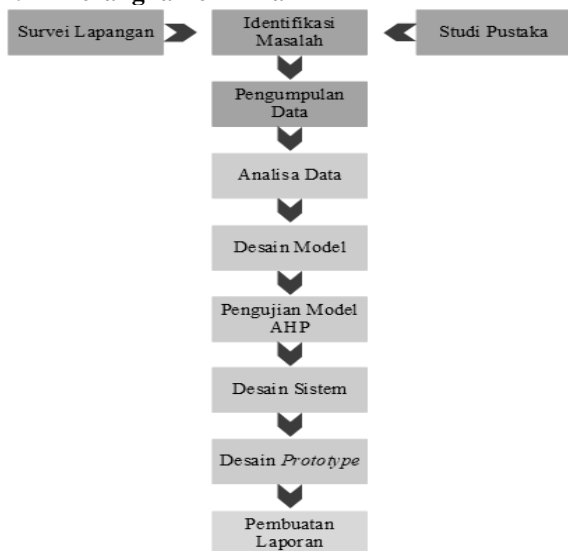 Survei Lapangan
Identifikasi
Masalah
Studi Pustaka
Pengumpulan
Data
Analisa Data
Desain Model
Pengujian Model
AHP
Desain Sistem
Desain Prototype
Pembuatan
Laporan